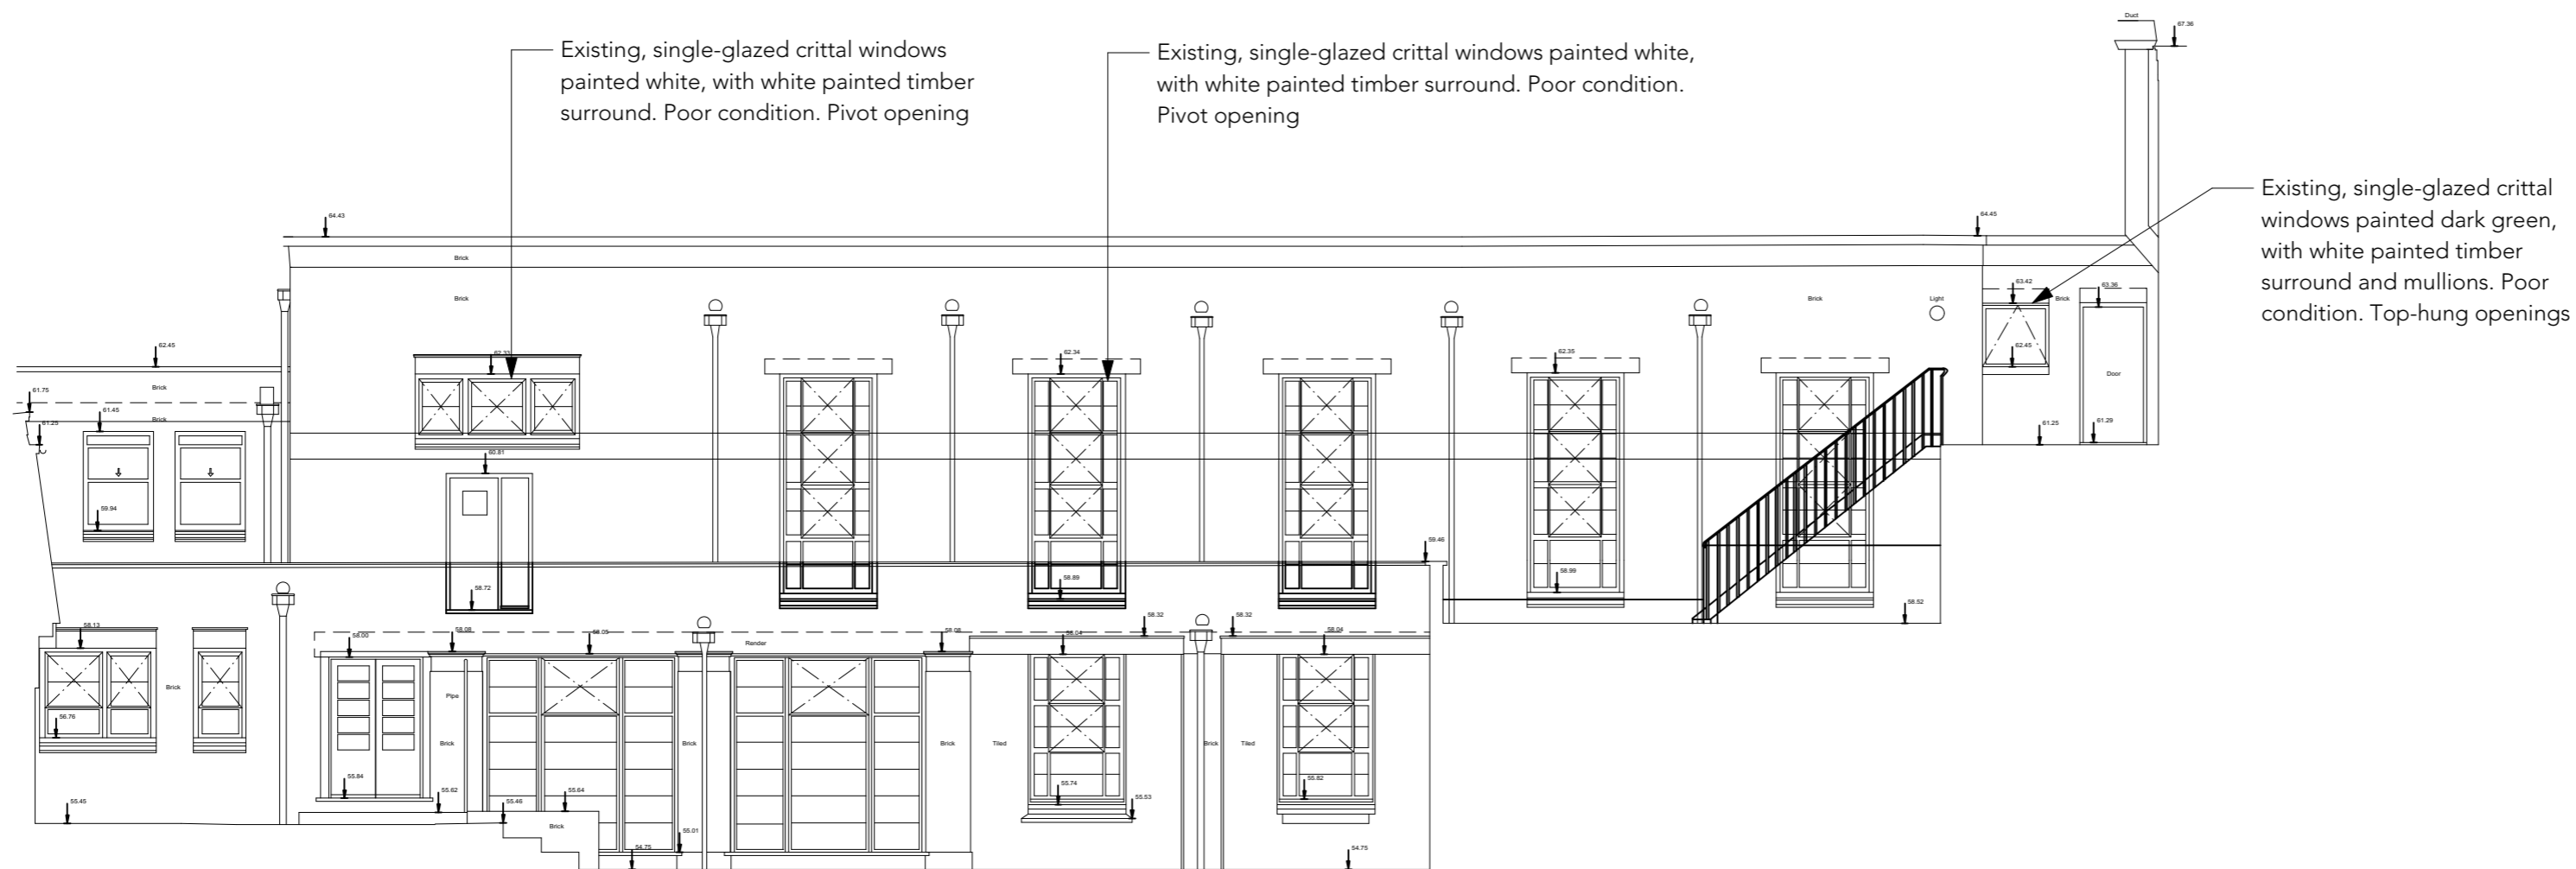 Duct
67.36
Existing, single-glazed crittal windows
painted white, with white painted timber
surround. Poor condition. Pivot opening
Existing, single-glazed crittal windows painted white,
with white painted timber surround. Poor condition.
Pivot opening
Existing, single-glazed crittal
windows painted dark green,
with white painted timber
surround and mullions. Poor
condition. Top-hung openings
64.43
64.45
Brick
Brick
Brick
Light
63.42
Brick
63.36
62.45
62.33
62.34
62.35
62.45
Door
61.75
Brick
61.45
Brick
61.25
61.25
61.29
60.81
59.94
59.46
58.72
58.89
58.99
58.52
58.13
58.00
58.08
58.05
Render
58.08
58.04
58.32
58.32
58.04
Brick
Pipe
56.76
Brick
Brick
Brick
Tiled
Brick
Tiled
55.84
55.74
55.82
55.45
55.62
55.46
55.64
55.53
Brick
55.01
54.75
54.75